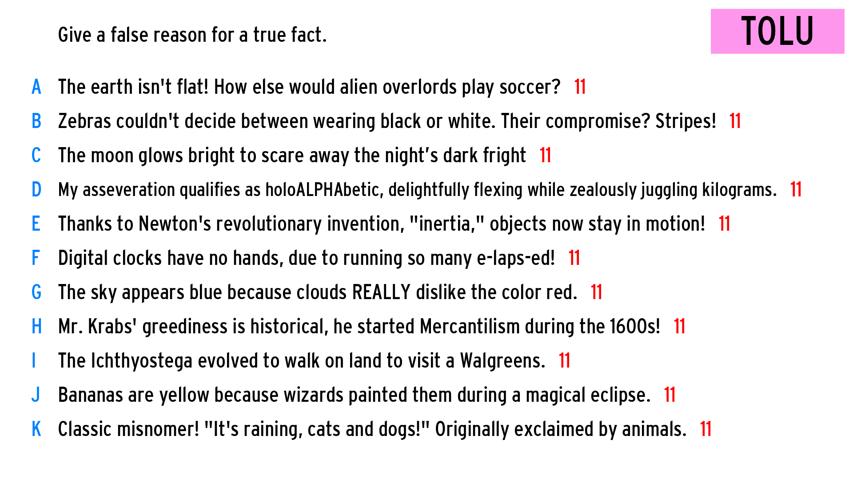 Give a false reason for a true fact.
TOLU
A The earth isn't flat! How else would alien overlords play soccer? 11
B Zebras couldn't decide between wearing black or white. Their compromise? Stripes! 11
C The moon glows bright to scare away the night’s dark fright 11
D My asseveration qualifies as holoALPHAbetic, delightfully flexing while zealously juggling kilograms. 11
E Thanks to Newton's revolutionary invention, "inertia," objects now stay in motion! 11
F Digital clocks have no hands, due to running so many e-laps-ed! 11
G The sky appears blue because clouds REALLY dislike the color red. 11
H Mr. Krabs' greediness is historical, he started Mercantilism during the 1600s! 11
I The Ichthyostega evolved to walk on land to visit a Walgreens. 11
J Bananas are yellow because wizards painted them during a magical eclipse. 11
K Classic misnomer! "It's raining, cats and dogs!" Originally exclaimed by animals. 11